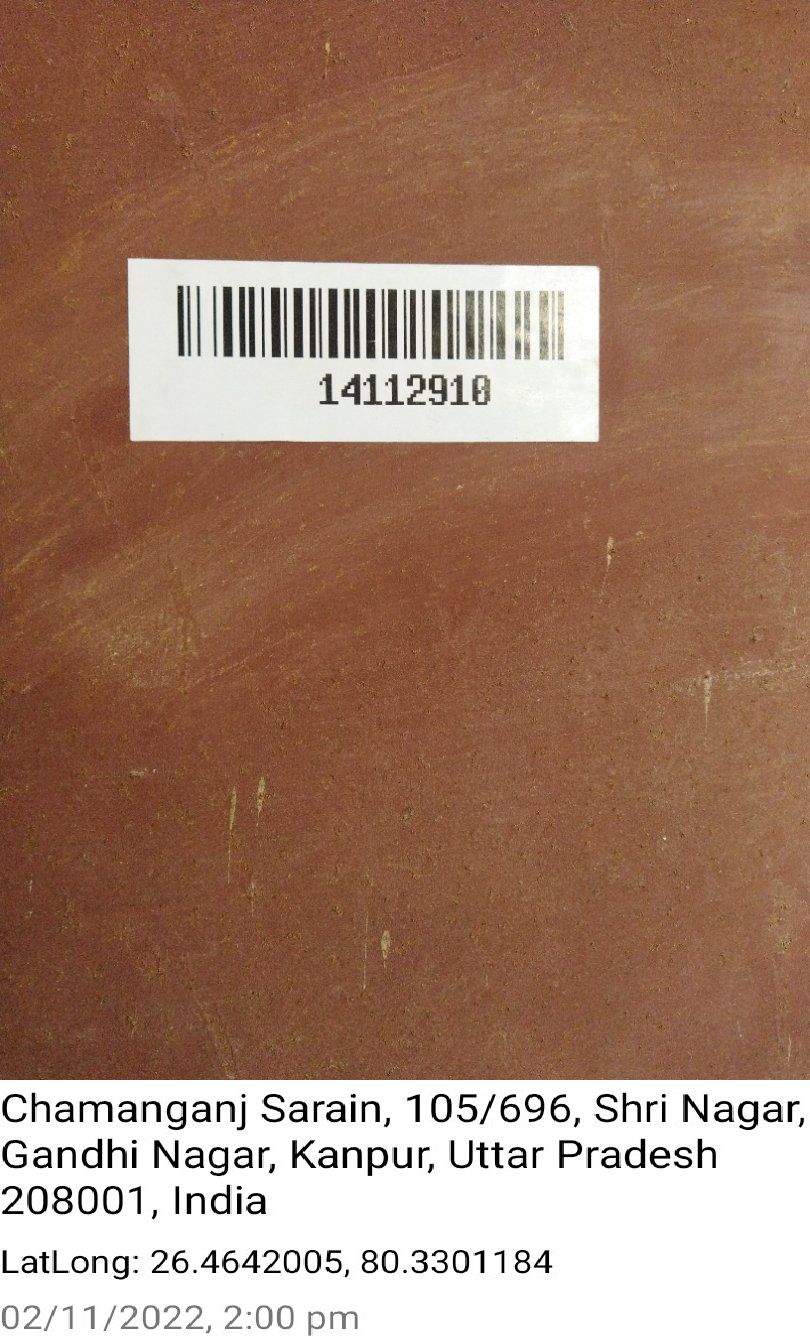 14112910
Chamanganj Sarain, 105/696, Shri Nagar,
Gandhi Nagar, Kanpur, Uttar Pradesh
208001, India
LatLong: 26.4642005, 80.3301184
02/11/2022, 2:00 pm